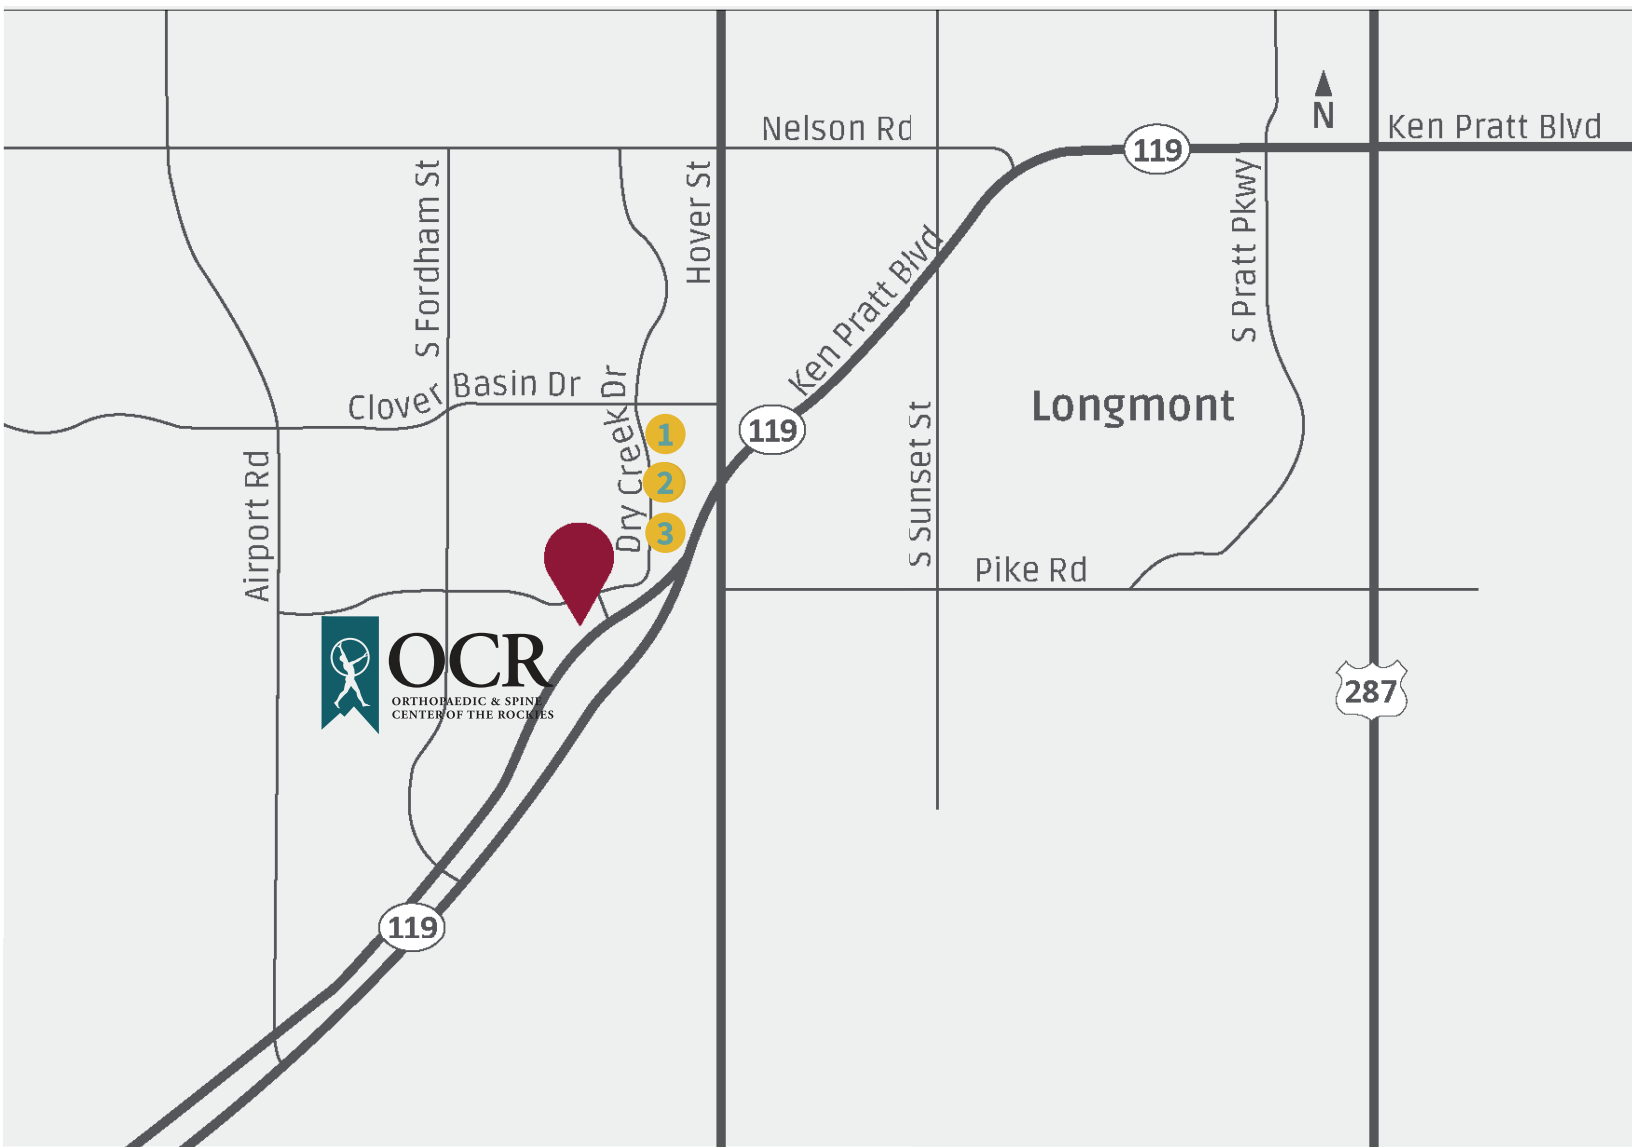 Nelson Rd
N
Ken Pratt Blvd
119
S Fordham St
Hover St
S Pratt Pkwy
Ken Pratt Blvd
Clover Basin Dr
Dry Creek Dr
1
119
Longmont
2
S Sunset St
Airport Rd
3
Pike Rd
OCR
ORTHOPAEDIC & SPINE
CENTER OF THE ROCKIES
287
119